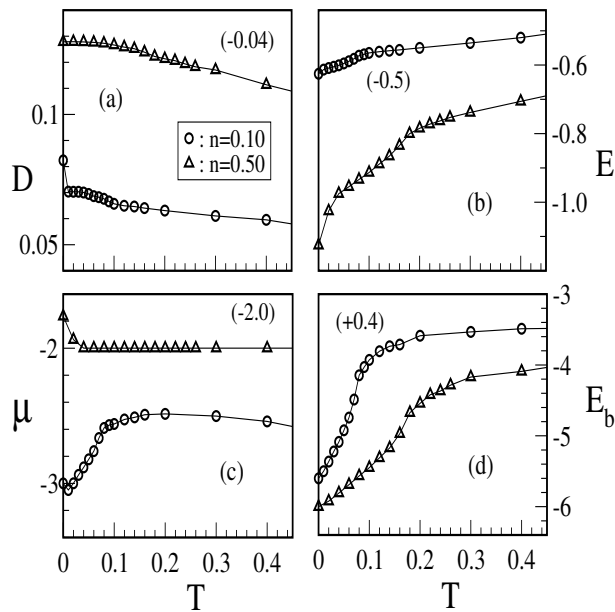 (-0.04)
(a)
0.1
: n=0.10
: n=0.50
D
0.05
-0.6
(-0.5)
-0.8
E
(b)
-1.0
(-2.0)
-2
μ
-3
(c)
0 0.1 0.2 0.3 0.4
T
-3
(+0.4)
-4
E_b
-5
(d)
-6
0 0.1 0.2 0.3 0.4
T